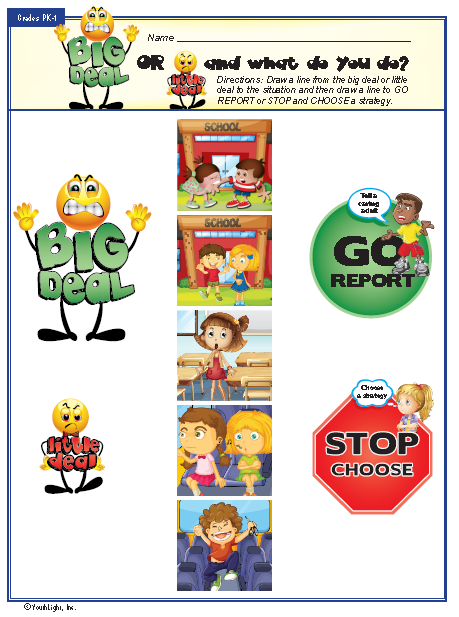 Grades PK-1
Name
BIG DEAL
OR little deal and what do you do?
Directions: Draw a line from the big deal or little
deal to the situation and then draw a line to GO
REPORT or STOP and CHOOSE a strategy.
SCHOOL
SCHOOL
BIG
DEAL
Tell a
caring
adult
GO
REPORT
little
deal
Choose
a strategy
STOP
CHOOSE
© YouthLight, Inc.